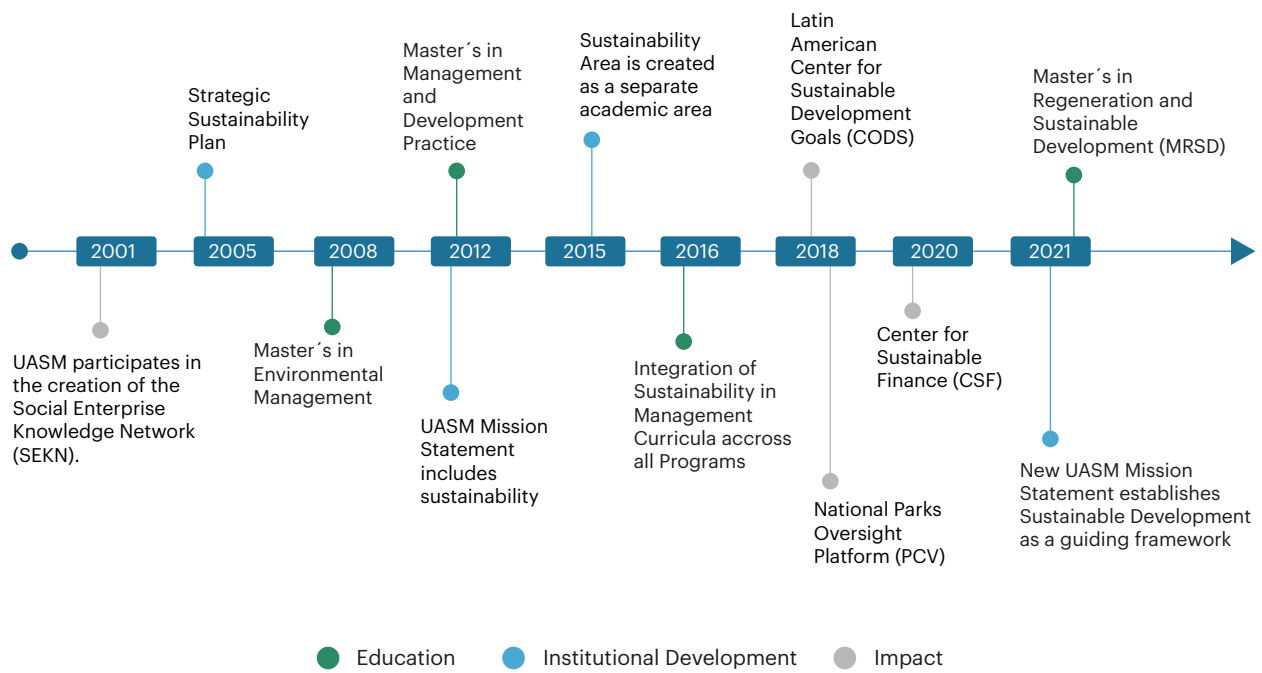 Strategic
Sustainability
Plan
Master´s in
Management
and
Development
Practice
Sustainability
Area is created
as a separate
academic area
Latin
American
Center for
Sustainable
Development
Goals (CODS)
Master´s in
Regeneration and
Sustainable
Development (MRSD)
2001
2005
2008
2012
2015
2016
2018
2020
2021
UASM participates in
the creation of the
Social Enterprise
Knowledge Network
(SEKN).
Master´s in
Environmental
Management
UASM Mission
Statement
includes
sustainability
Integration of
Sustainability in
Management
Curricula accross
all Programs
National Parks
Oversight
Platform (PCV)
Center for
Sustainable
Finance (CSF)
New UASM Mission
Statement establishes
Sustainable Development
as a guiding framework
Education
Institutional Development
Impact